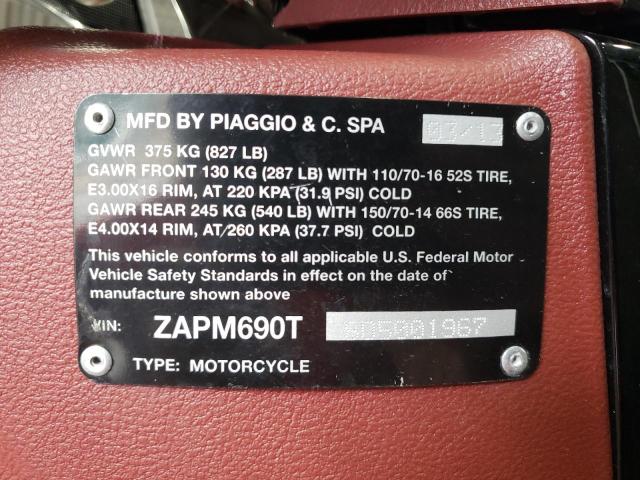 MFD BY PIAGGIO & C. SPA 03/13
GVWR 375 KG (827 LB)
GAWR FRONT 130 KG (287 LB) WITH 110/70-16 52S TIRE,
E3.00X16 RIM, AT 220 KPA (31.9 PSI) COLD
GAWR REAR 245 KG (540 LB) WITH 150/70-14 66S TIRE,
E4.00X14 RIM, AT 260 KPA (37.7 PSI) COLD
This vehicle conforms to all applicable U.S. Federal Motor
Vehicle Safety Standards in effect on the date of
manufacture shown above
VIN: ZAPM690T
TYPE: MOTORCYCLE